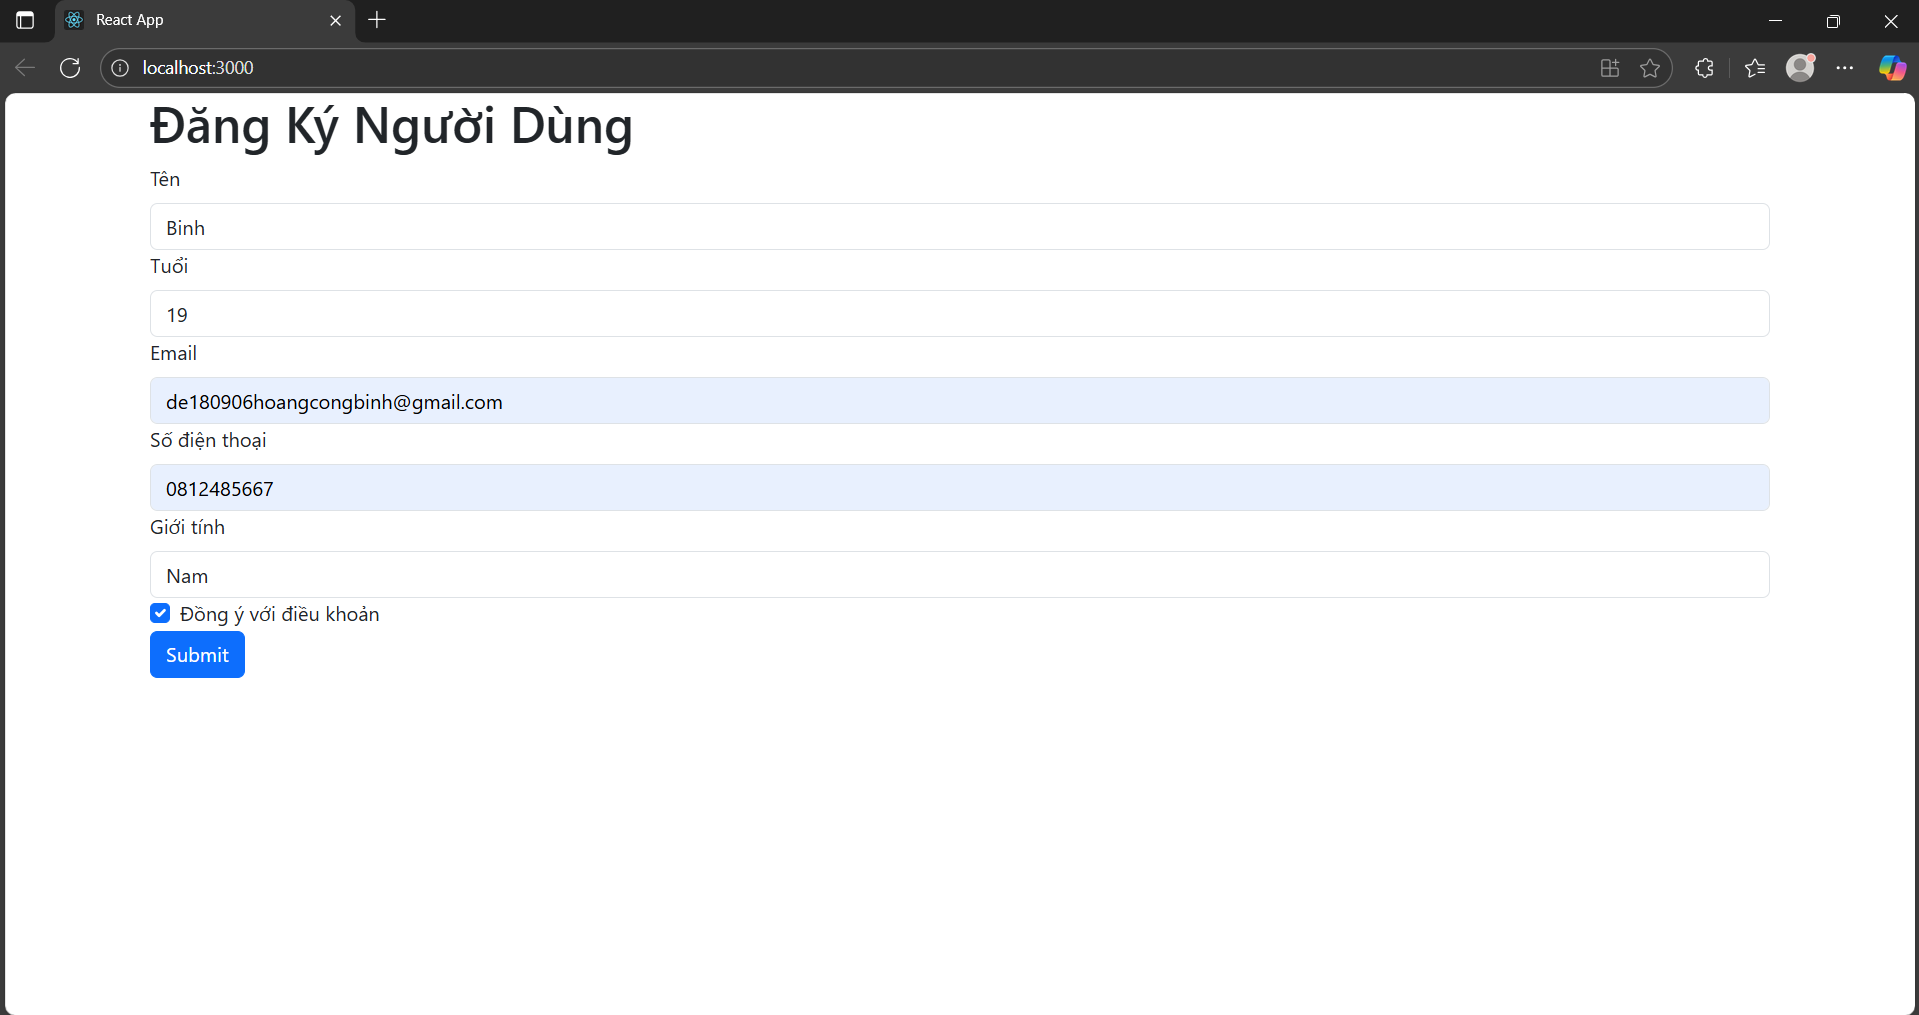 React App
localhost:3000
Đăng Ký Người Dùng
Tên
Binh
Tuổi
19
Email
de180906hoangcongbinh@gmail.com
Số điện thoại
0812485667
Giới tính
Nam
Đồng ý với điều khoản
Submit